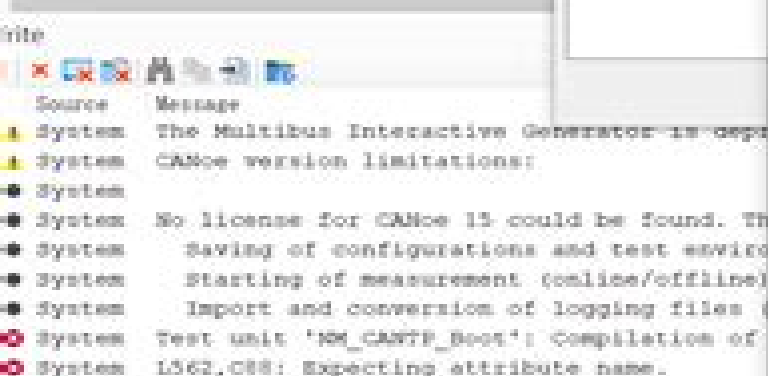 Write
Source Message
System The Multibus Interactive Generator is depr
System CANoe version limitations:
System
System No license for CANoe 15 could be found. Th
System Saving of configurations and test enviro
System Starting of measurement (online/offline)
System Import and conversion of logging files
System Test unit 'NM_CANTP_Boot': Compilation of
System L562,C88: Expecting attribute name.